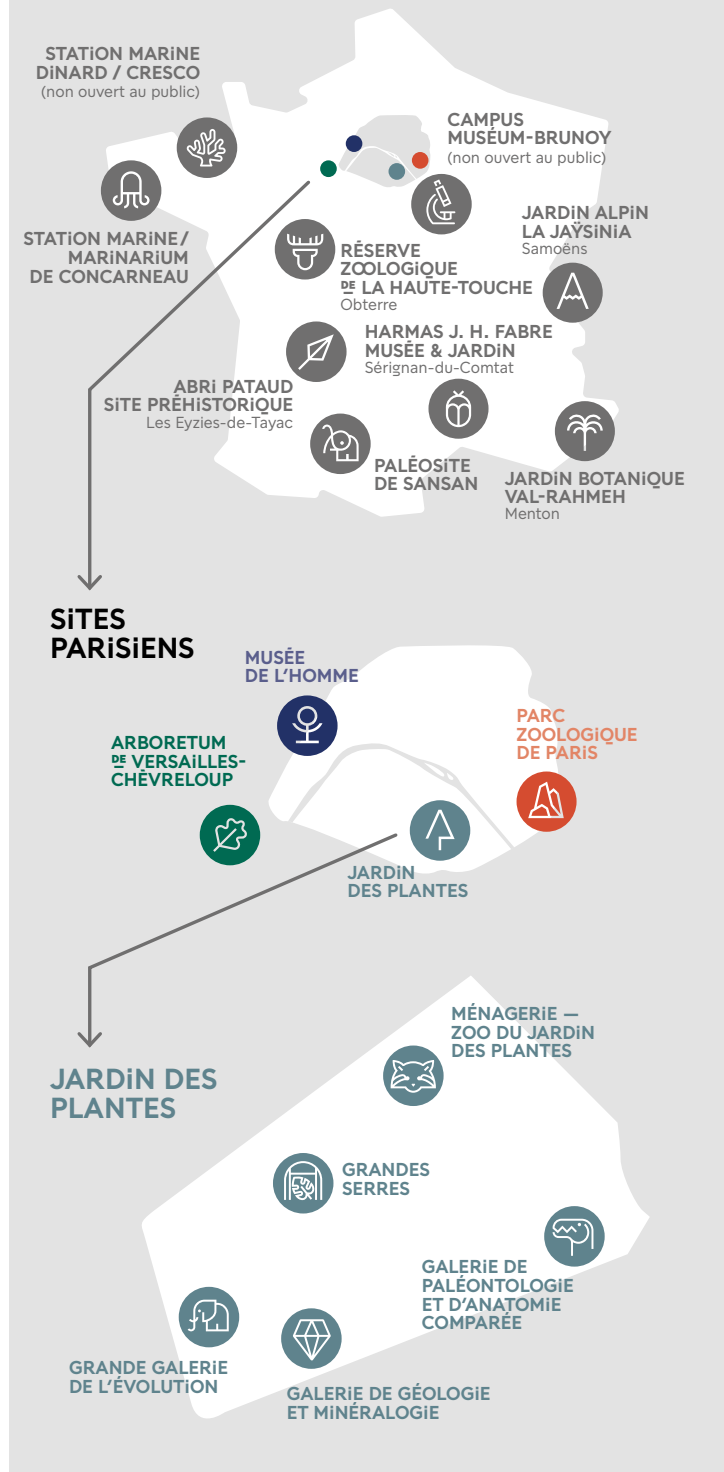 STATiON MARiNE
DiNARD / CRESCO
(non ouvert au public)
CAMPUS
MUSÉUM-BRUNOY
(non ouvert au public)
STATiON MARiNE/
MARiNARiUM
DE CONCARNEAU
JARDiN ALPiN
LA JAŸSiNiA
Samoëns
RÉSERVE
ZOOLOGiQUE
DE LA HAUTE-TOUCHE
Obterre
HARMAS J. H. FABRE
MUSÉE & JARDiN
Sérignan-du-Comtat
ABRi PATAUD
SiTE PRÉHiSTORiQUE
Les Eyzies-de-Tayac
PALÉOSiTE
DE SANSAN
JARDiN BOTANiQUE
VAL-RAHMEH
Menton
SiTES
PARiSiENS
MUSÉE
DE L'HOMME
ARBORETUM
DE VERSAiLLES-
CHÈVRELOUP
PARC
ZOOLOGiQUE
DE PARiS
JARDiN
DES PLANTES
JARDiN DES
PLANTES
MÉNAGERiE —
ZOO DU JARDiN
DES PLANTES
GRANDES
SERRES
GALERiE DE
PALÉONTOLOGiE
ET D'ANATOMiE
COMPARÉE
GRANDE GALERiE
DE L'ÉVOLUTiON
GALERiE DE GÉOLOGiE
ET MiNÉRALOGiE